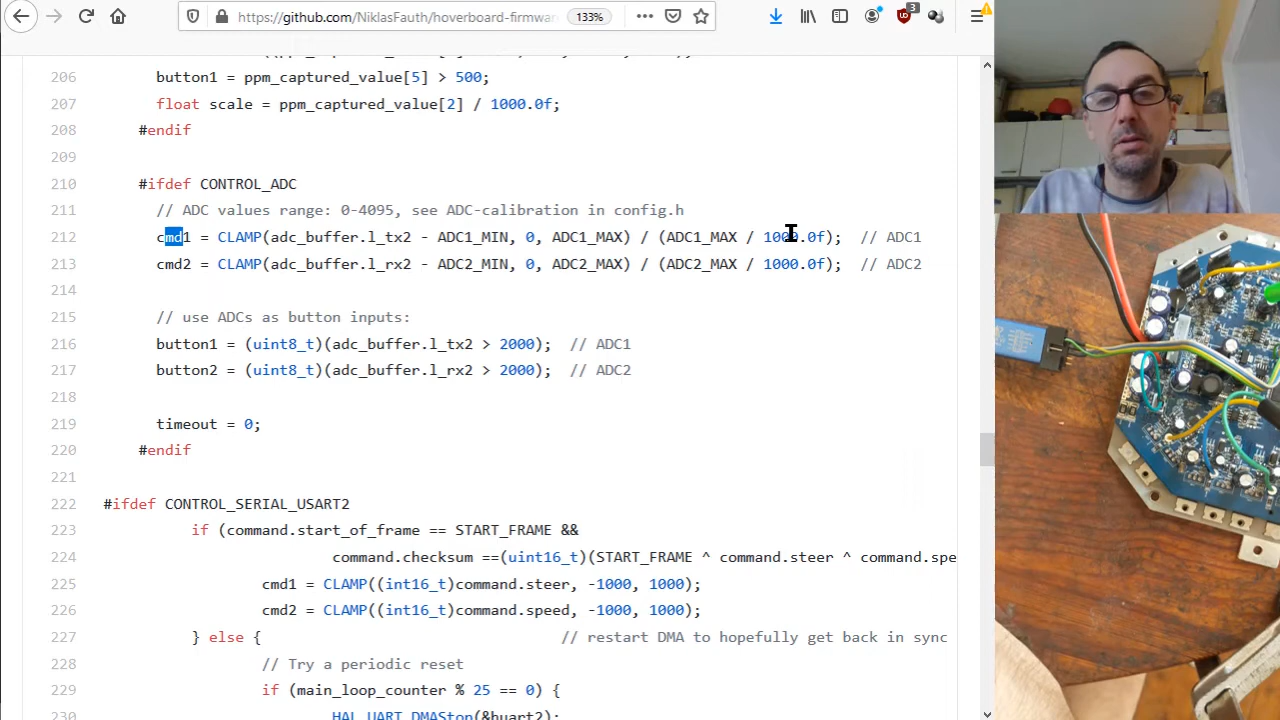 https://github.com/NiklasFauth/hoverboard-firmwar
133%
3
206 button1 = ppm_captured_value[5] > 500;
207 float scale = ppm_captured_value[2] / 1000.0f;
208 #endif
209
210 #ifdef CONTROL_ADC
211 // ADC values range: 0-4095, see ADC-calibration in config.h
212 cmd1 = CLAMP(adc_buffer.l_tx2 - ADC1_MIN, 0, ADC1_MAX) / (ADC1_MAX / 1000.0f); // ADC1
213 cmd2 = CLAMP(adc_buffer.l_rx2 - ADC2_MIN, 0, ADC2_MAX) / (ADC2_MAX / 1000.0f); // ADC2
214
215 // use ADCs as button inputs:
216 button1 = (uint8_t)(adc_buffer.l_tx2 > 2000); // ADC1
217 button2 = (uint8_t)(adc_buffer.l_rx2 > 2000); // ADC2
218
219 timeout = 0;
220 #endif
221
222 #ifdef CONTROL_SERIAL_USART2
223 if (command.start_of_frame == START_FRAME &&
224 command.checksum ==(uint16_t)(START_FRAME ^ command.steer ^ command.spe
225 cmd1 = CLAMP((int16_t)command.steer, -1000, 1000);
226 cmd2 = CLAMP((int16_t)command.speed, -1000, 1000);
227 } else { // restart DMA to hopefully get back in sync
228 // Try a periodic reset
229 if (main_loop_counter % 25 == 0) {
230 HAL_UART_DMAStop(&huart2);